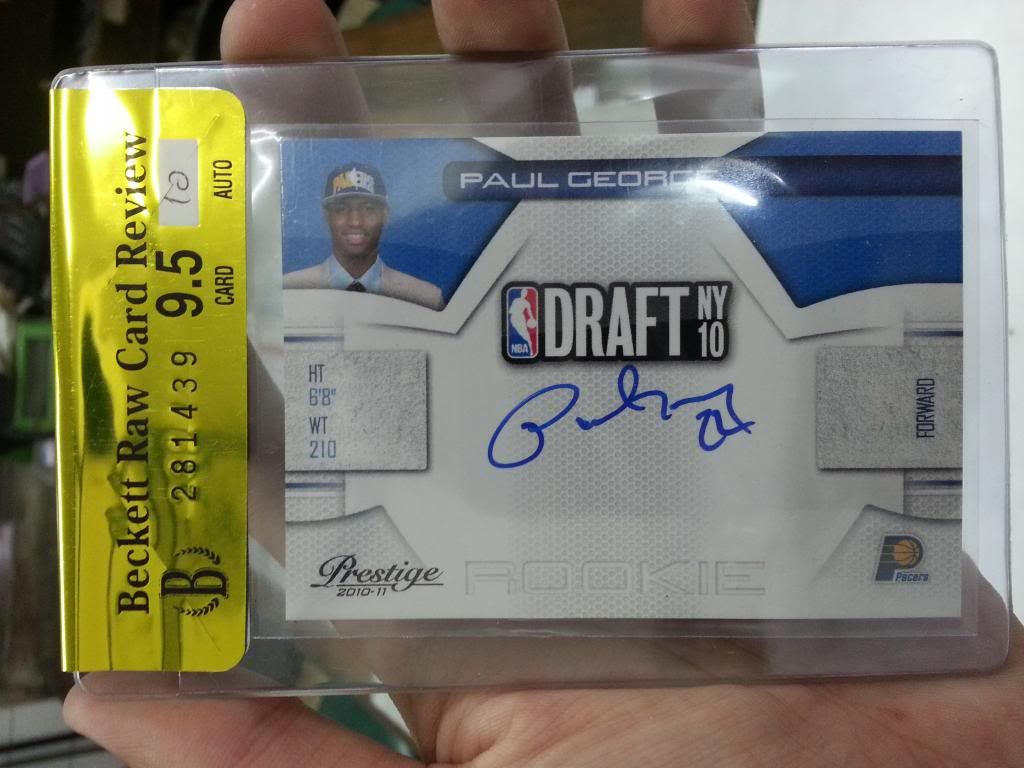 Beckett Raw Card Review
281439 9.5 10
CARD AUTO
B
PACERS
PAUL GEORGE
NBA DRAFT NY 10
HT
6'8"
WT
210
FORWARD
Prestige
2010-11
ROOKIE
P
Pacers